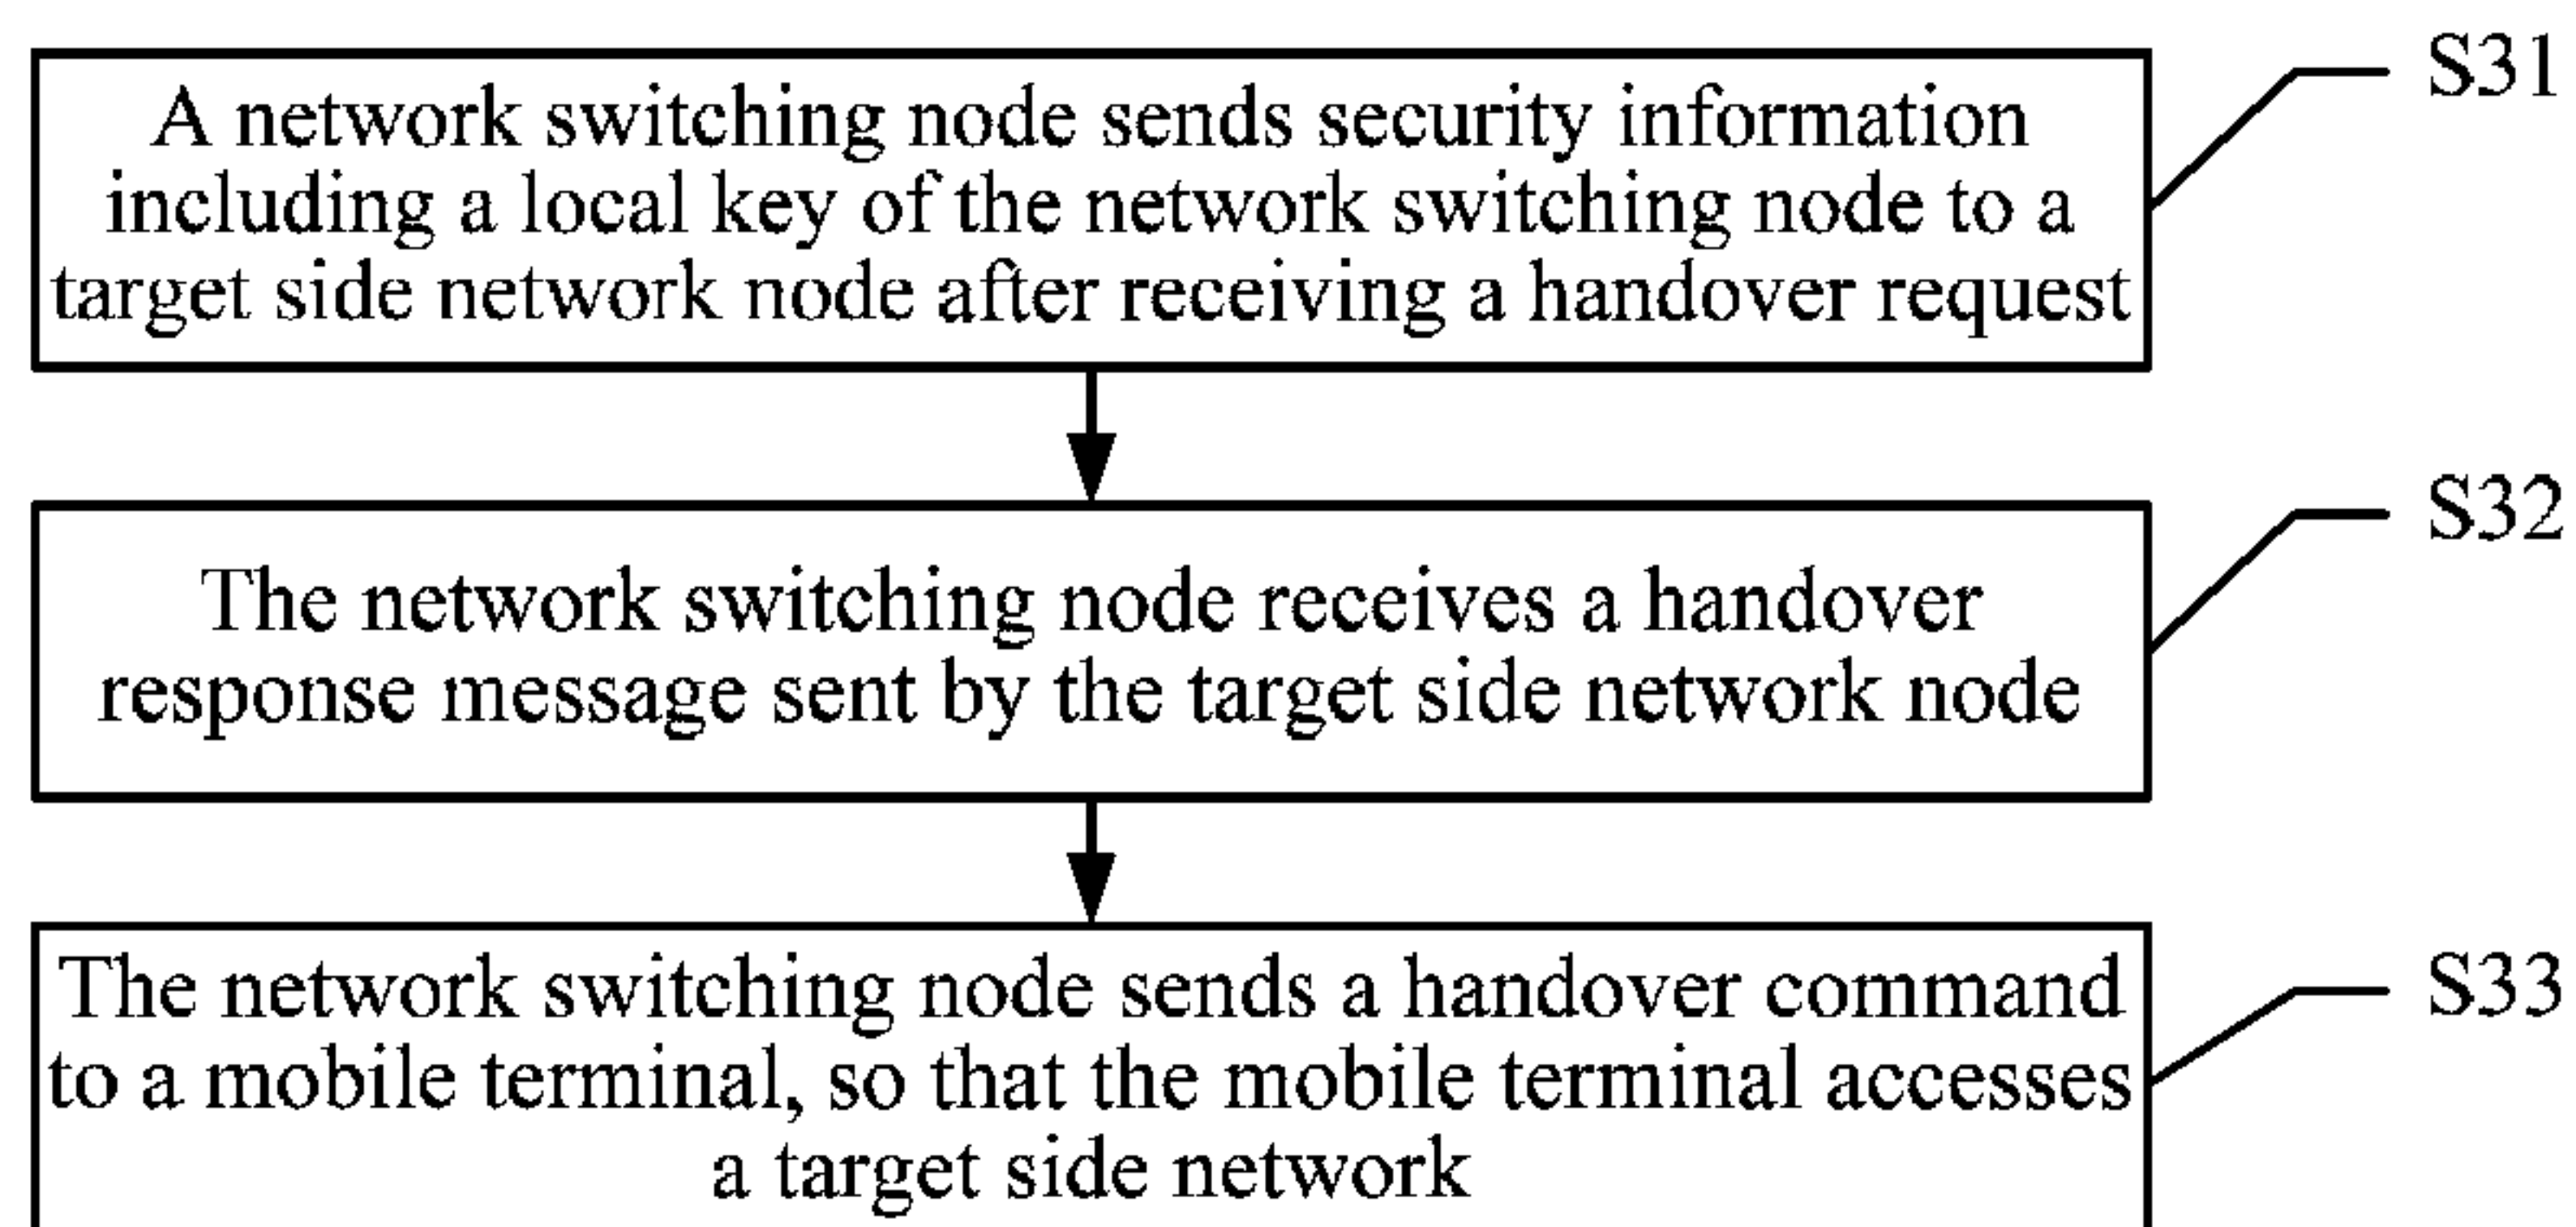 A network switching node sends security information
including a local key of the network switching node to a
target side network node after receiving a handover request
S31
The network switching node receives a handover
response message sent by the target side network node
S32
The network switching node sends a handover command
to a mobile terminal, so that the mobile terminal accesses
a target side network
S33